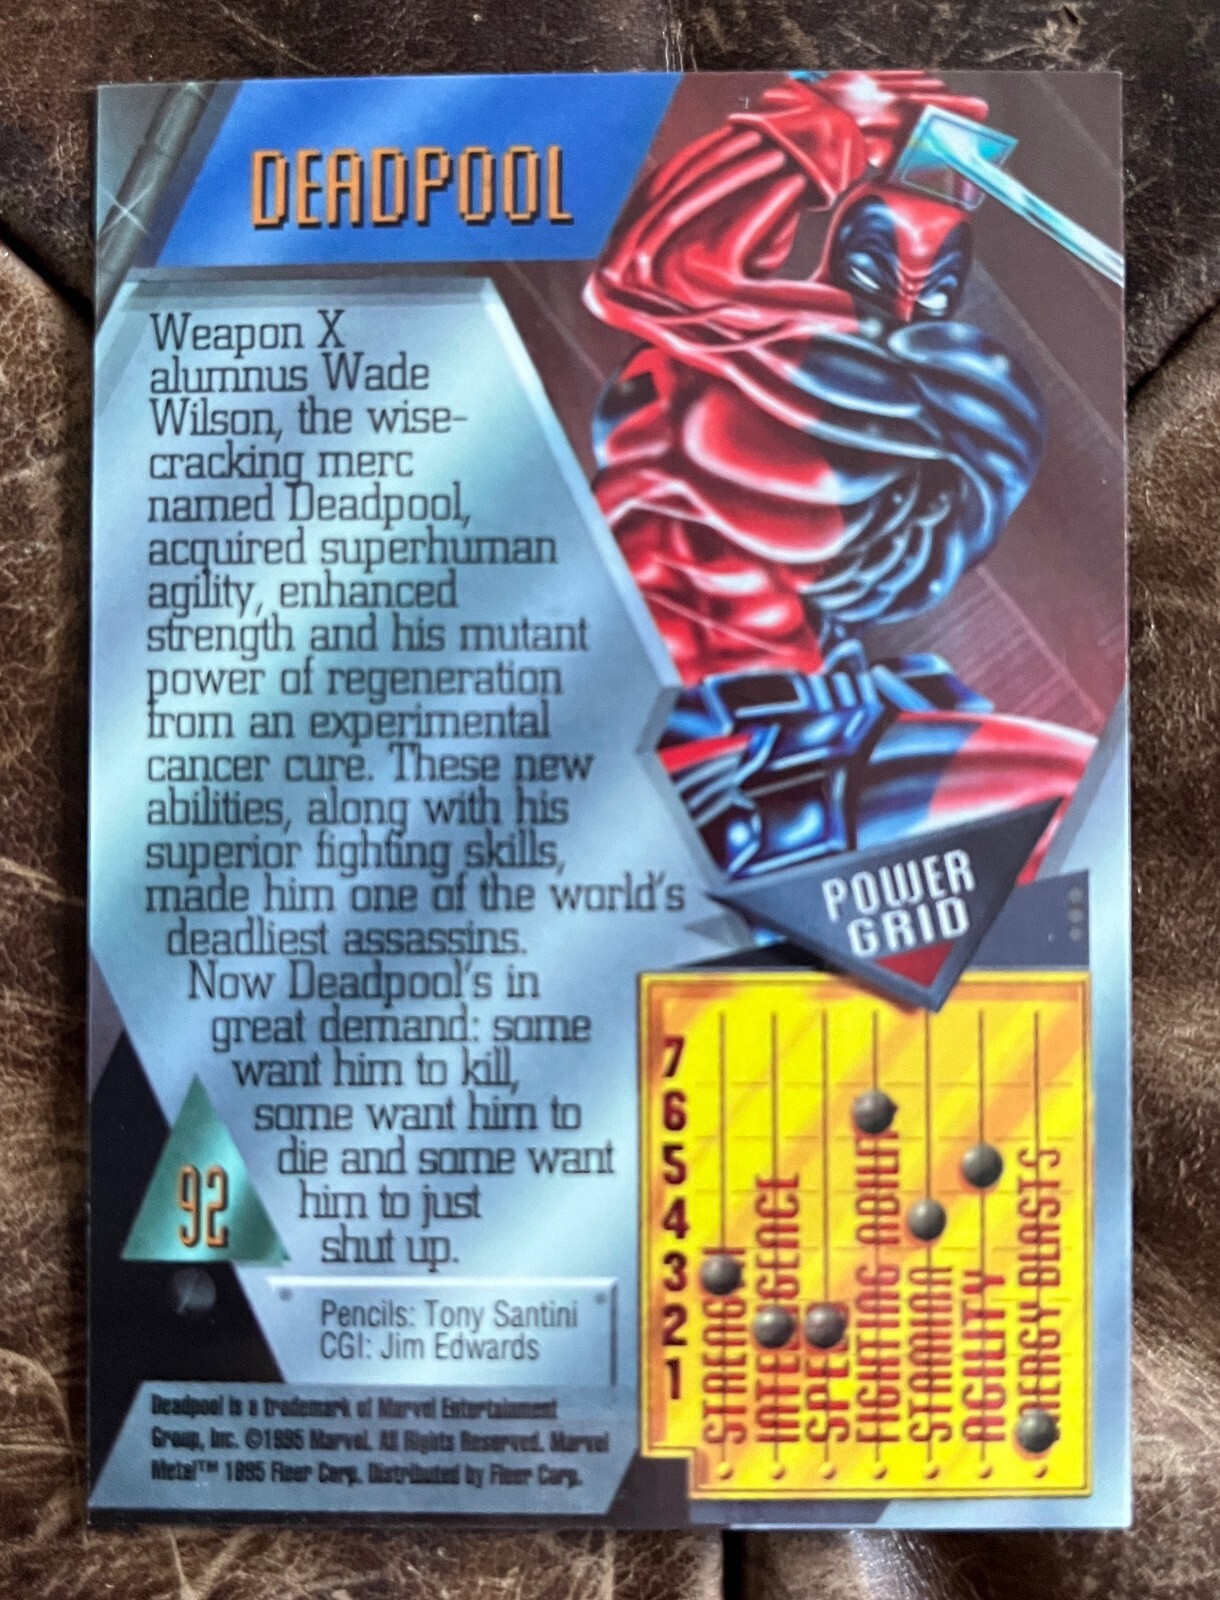 DEADPOOL
Weapon X
alumnus Wade
Wilson, the wise-
cracking merc
named Deadpool,
acquired superhuman
agility, enhanced
strength and his mutant
power of regeneration
from an experimental
cancer cure. These new
abilities, along with his
superior fighting skills,
made him one of the world's
deadliest assassins.
Now Deadpool's in
great demand: some
want him to kill,
some want him to
die and some want
him to just
shut up.
92
Pencils: Tony Santini
CGI: Jim Edwards
Deadpool is a trademark of Marvel Entertainment
Group, Inc. ©1995 Marvel. All Rights Reserved. Marvel
Metal™ 1995 Fleer Corp. Distributed by Fleer Corp.
POWER
GRID
7
6
5
4
3
2
1
STRENGTH
INTELLIGENCE
SPEED
FIGHTING ABILITY
STAMINA
AGILITY
ENERGY BLASTS